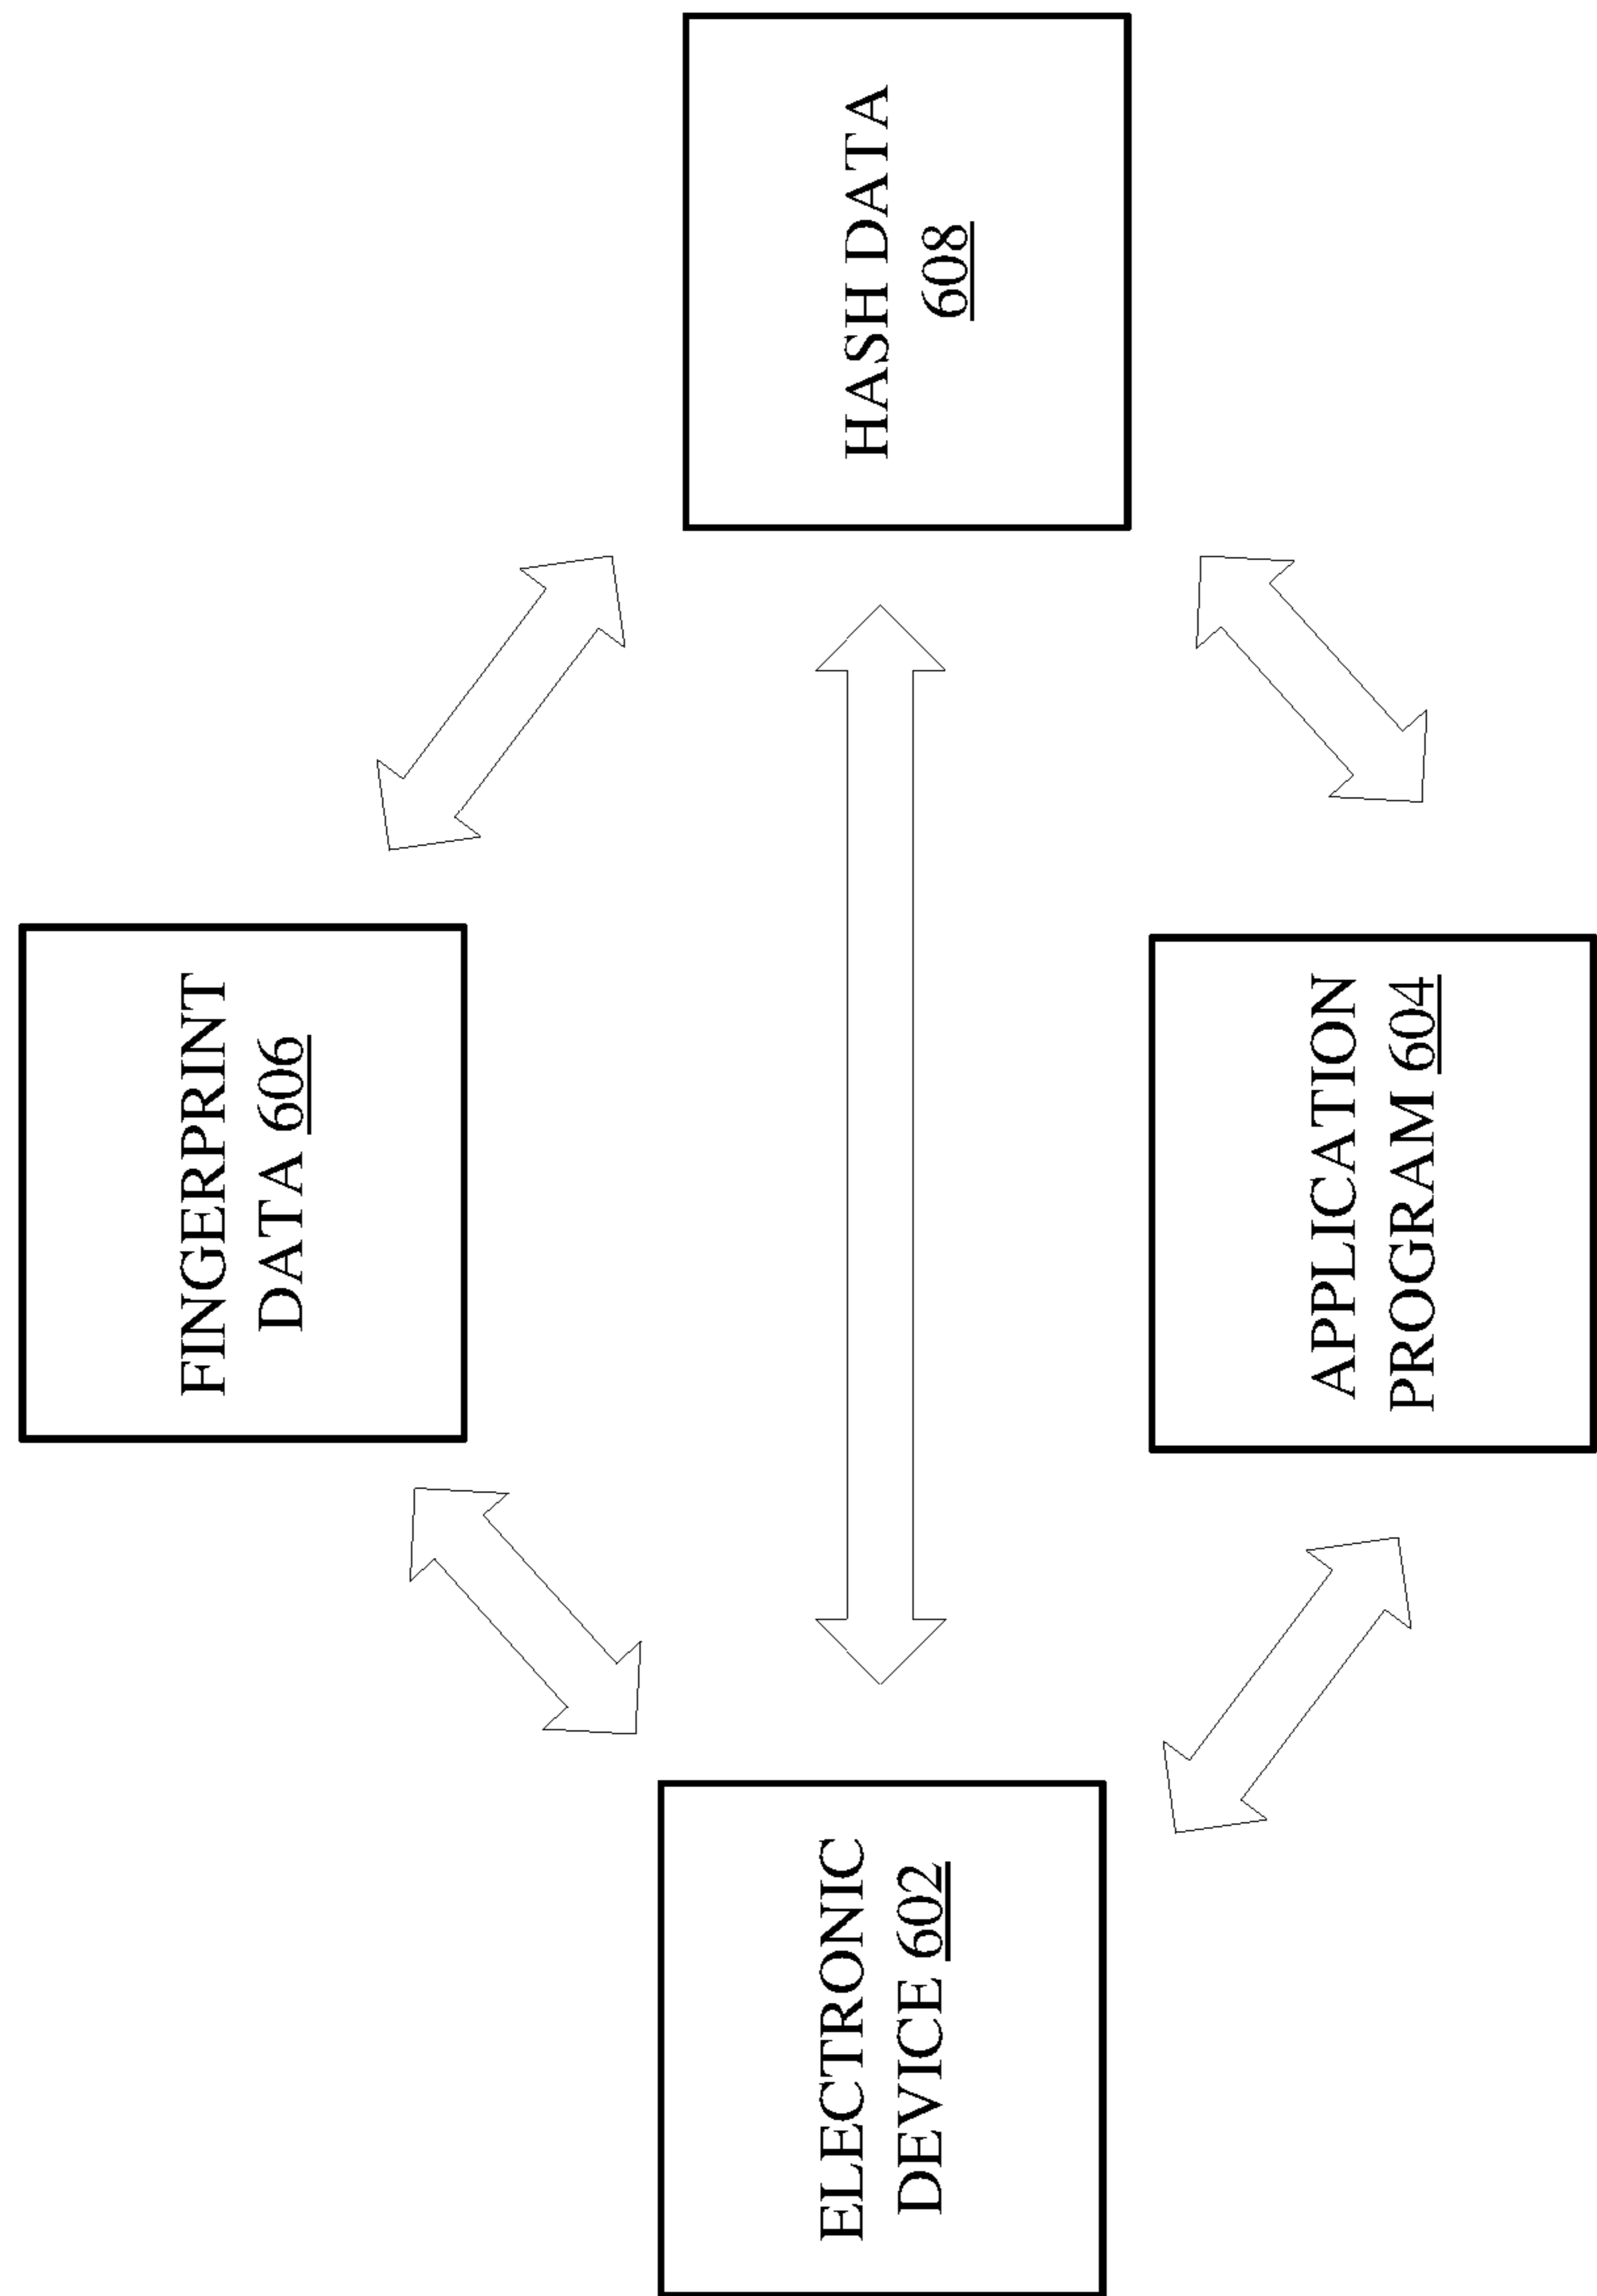 FINGERPRINT
DATA 606
ELECTRONIC
DEVICE 602
HASH DATA
608
APPLICATION
PROGRAM 604